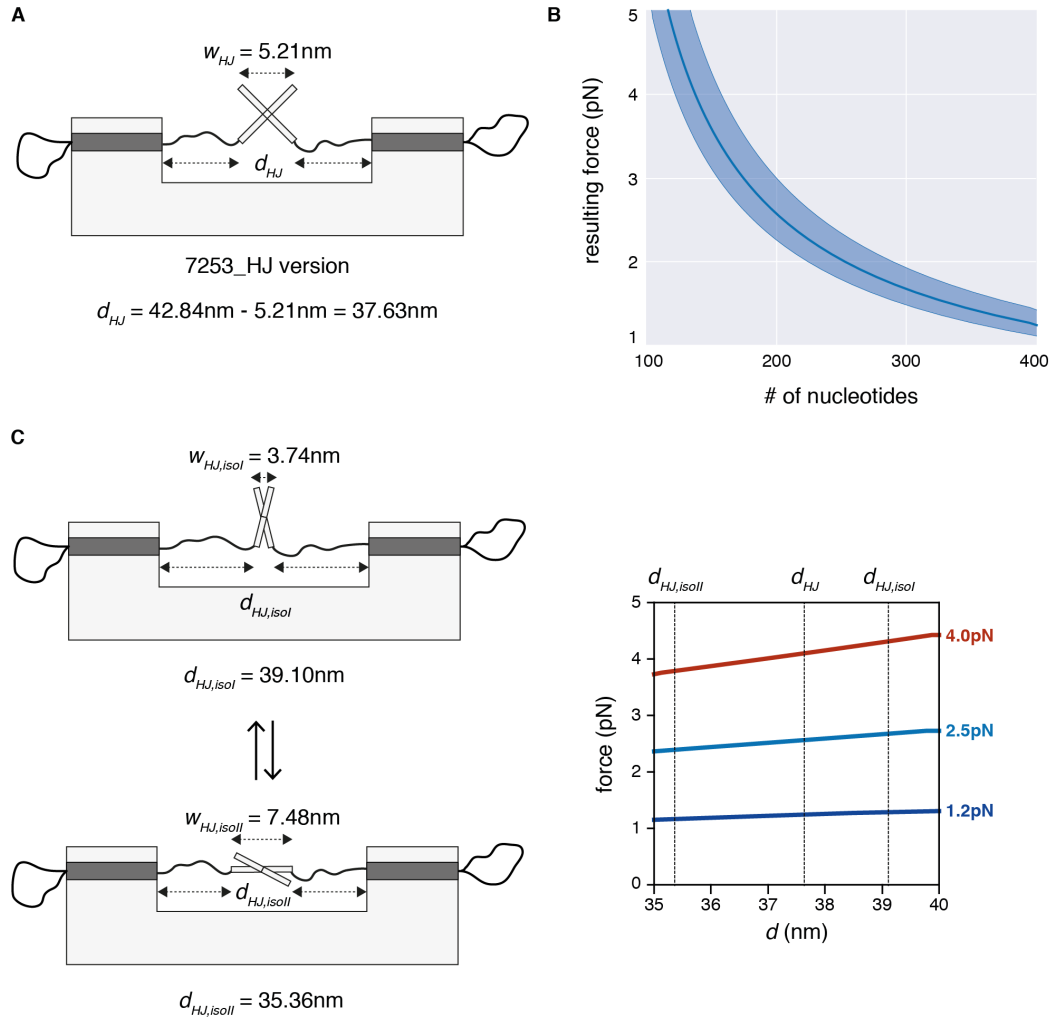 A
w_HJ = 5.21nm
d_HJ
7253_HJ version
d_HJ = 42.84nm - 5.21nm = 37.63nm
B
resulting force (pN)
5
4
3
2
1
100 200 300 400
# of nucleotides
C
w_HJ,isoI = 3.74nm
d_HJ,isoI
d_HJ,isoI = 39.10nm
w_HJ,isoII = 7.48nm
d_HJ,isoII
d_HJ,isoII = 35.36nm
d_HJ,isoII d_HJ d_HJ,isoI
force (pN)
5
4
3
2
1
0
4.0pN
2.5pN
1.2pN
35 36 37 38 39 40
d (nm)